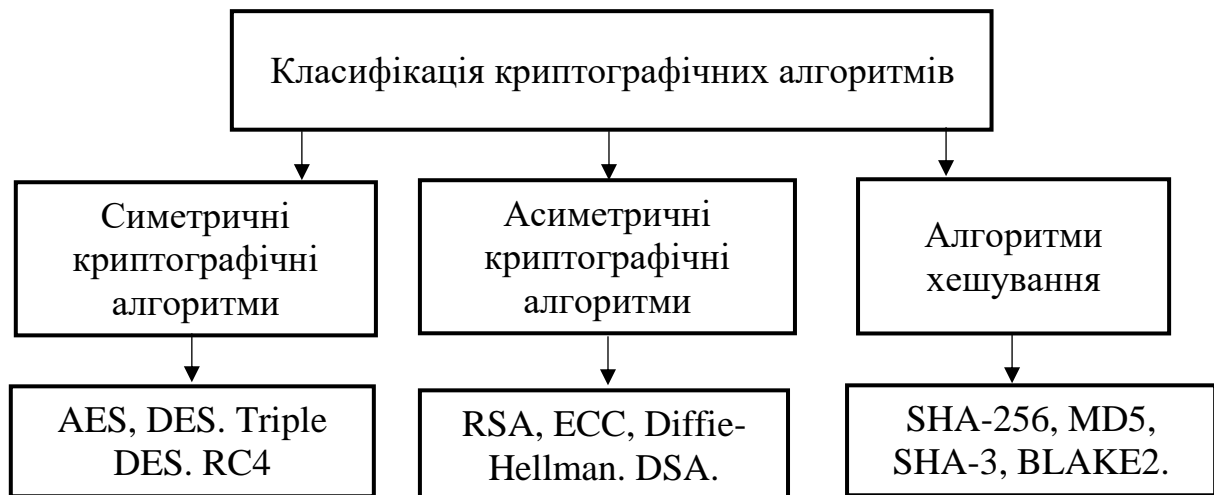 Класифікація криптографічних алгоритмів
Симетричні
криптографічні
алгоритми
Асиметричні
криптографічні
алгоритми
Алгоритми
хешування
AES, DES. Triple
DES. RC4
RSA, ECC, Diffie-
Hellman. DSA.
SHA-256, MD5,
SHA-3, BLAKE2.